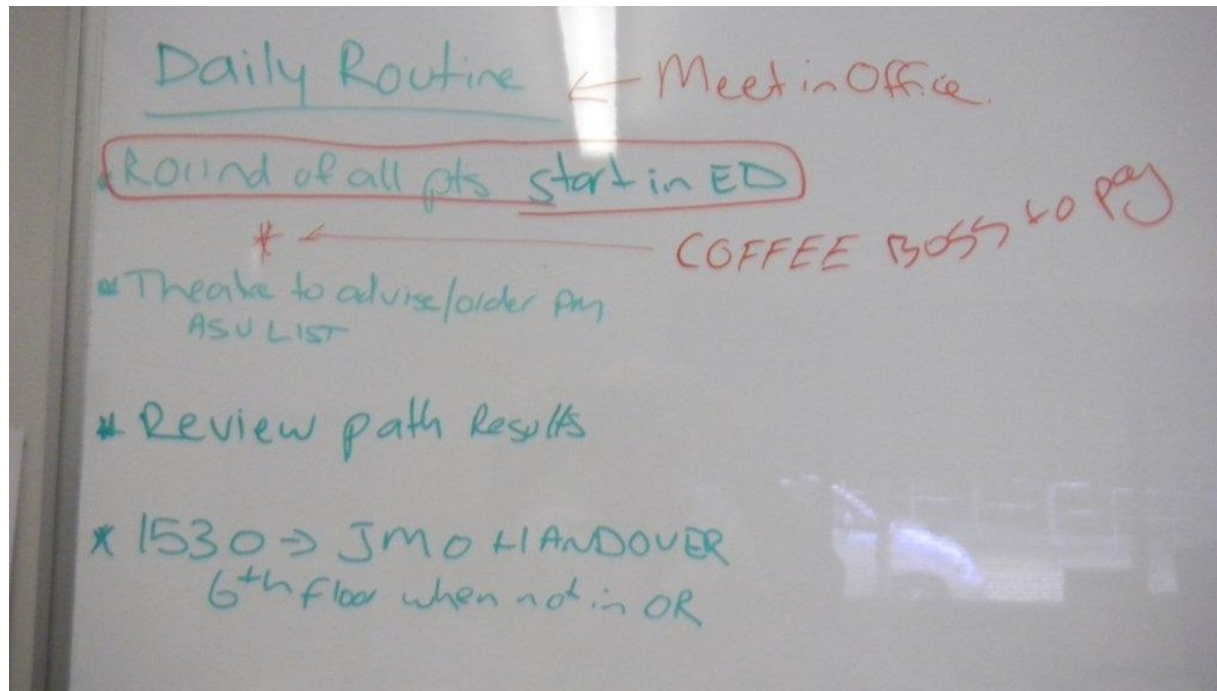 Daily Routine ← Meet in Office.
* Round of all pts start in ED
* ← COFFEE BOSS to pay
* Theatre to advise/order
ASU LIST
* Review path Results
* 1530 → JMO HANDOVER
6th floor when not in OR